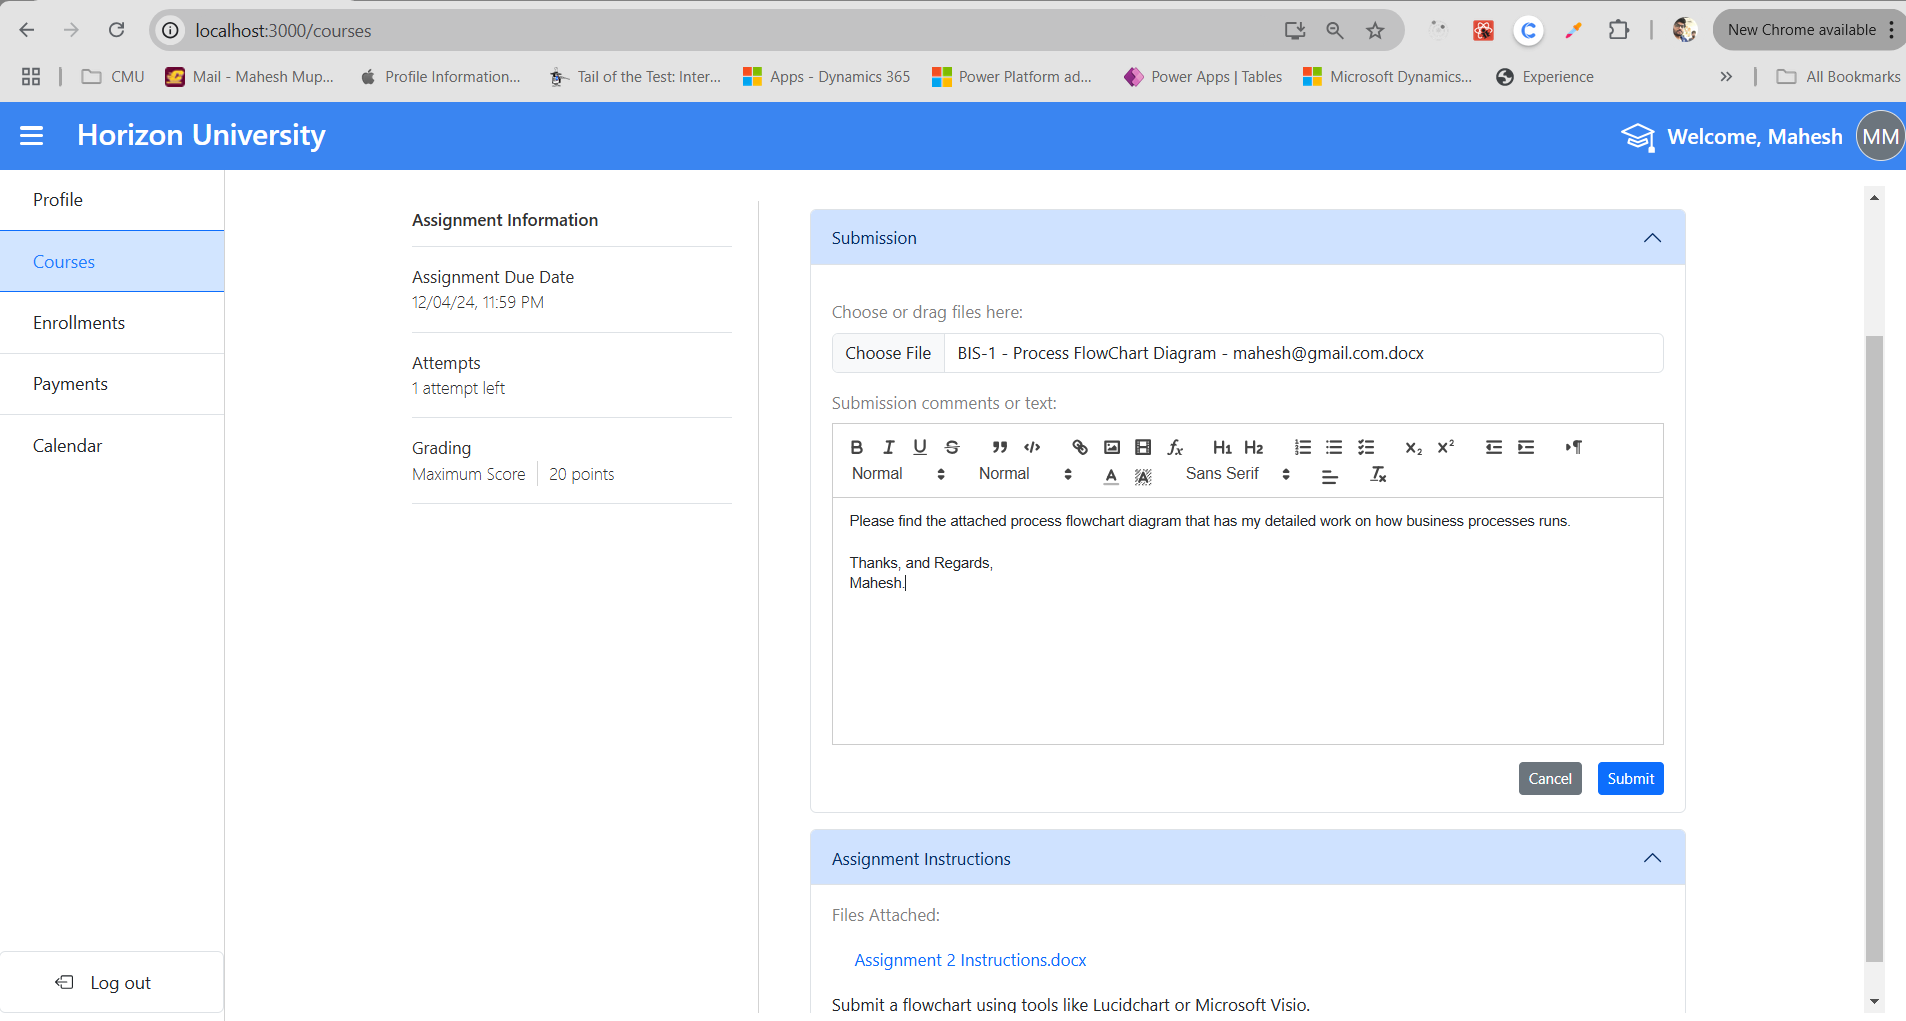 localhost:3000/courses
New Chrome available
CMU
Mail - Mahesh Mup...
Profile Information...
Tail of the Test: Inter...
Apps - Dynamics 365
Power Platform ad...
Power Apps | Tables
Microsoft Dynamics...
Experience
All Bookmarks
Horizon University
Welcome, Mahesh
MM
Profile
Courses
Enrollments
Payments
Calendar
Log out
Assignment Information
Assignment Due Date
12/04/24, 11:59 PM
Attempts
1 attempt left
Grading
Maximum Score
20 points
Submission
Choose or drag files here:
Choose File
BIS-1 - Process FlowChart Diagram - mahesh@gmail.com.docx
Submission comments or text:
Normal
Normal
Sans Serif
Please find the attached process flowchart diagram that has my detailed work on how business processes runs.
Thanks, and Regards,
Mahesh.
Cancel
Submit
Assignment Instructions
Files Attached:
Assignment 2 Instructions.docx
Submit a flowchart using tools like Lucidchart or Microsoft Visio.